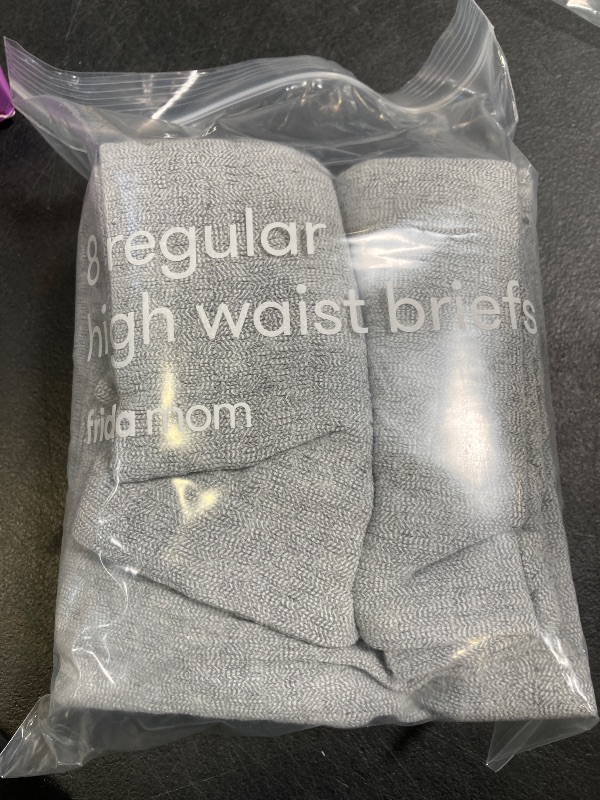 8 regular
high waist briefs
frida mom